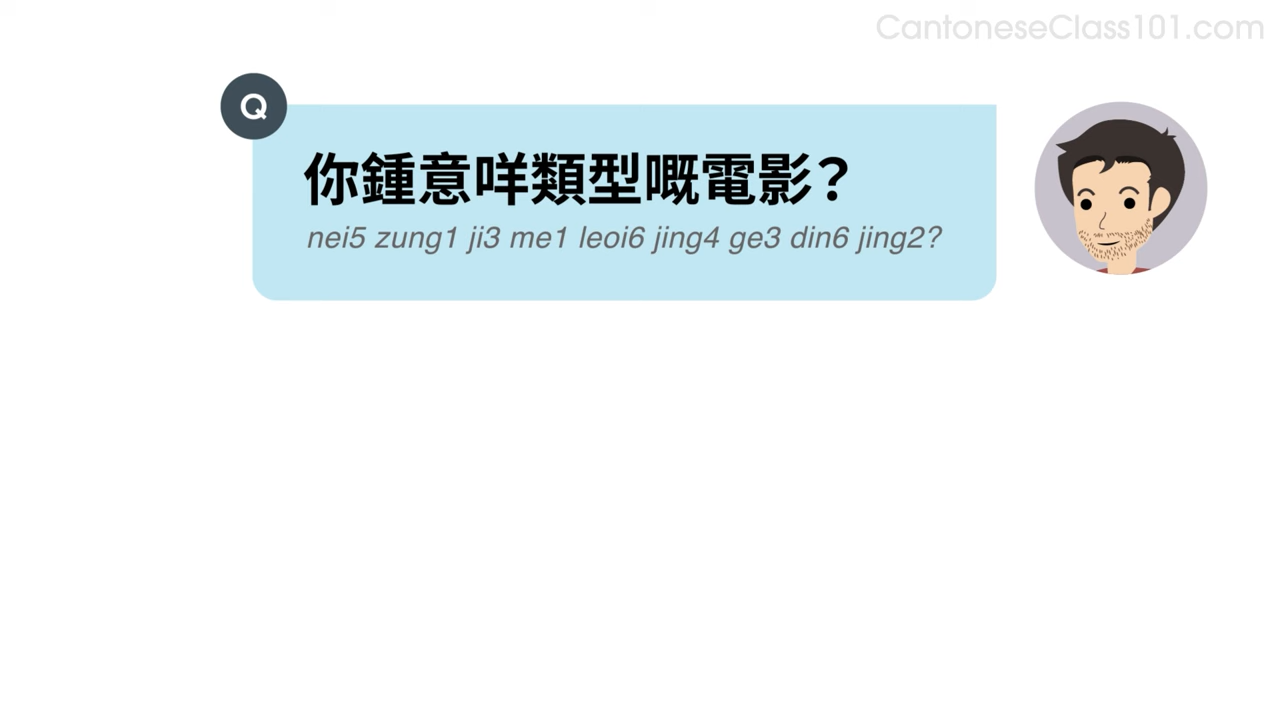 CantoneseClass101.com
Q
你鍾意咩類型嘅電影？
nei5 zung1 ji3 me1 leoi6 jing4 ge3 din6 jing2?